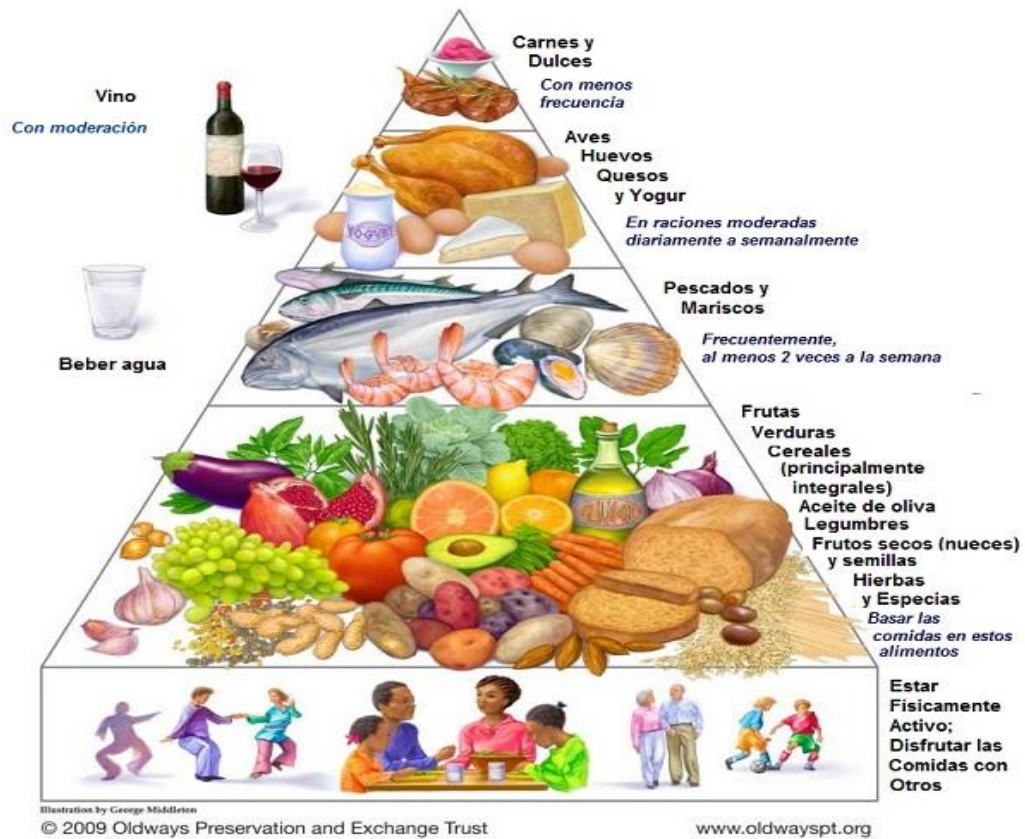 Carnes y
Dulces
Con menos
frecuencia
Vino
Con moderación
Aves
Huevos
Quesos
y Yogur
En raciones moderadas
diariamente a semanalmente
YOGURT
Beber agua
Pescados y
Mariscos
Frecuentemente,
al menos 2 veces a la semana
Frutas
Verduras
Cereales
(principalmente
integrales)
Aceite de oliva
Legumbres
Frutos secos (nueces)
y semillas
Hierbas
y Especias
Basar las
comidas en estos
alimentos
Estar
Fisicamente
Activo;
Disfrutar las
Comidas con
Otros
Illustration by George Middleton
© 2009 Oldways Preservation and Exchange Trust
www.oldwayspt.org